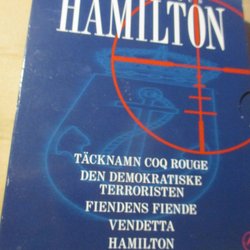 HAMILTON
TÄCKNAMN COQ ROUGE
DEN DEMOKRATISKE
TERRORISTEN
FIENDENS FIENDE
VENDETTA
HAMILTON